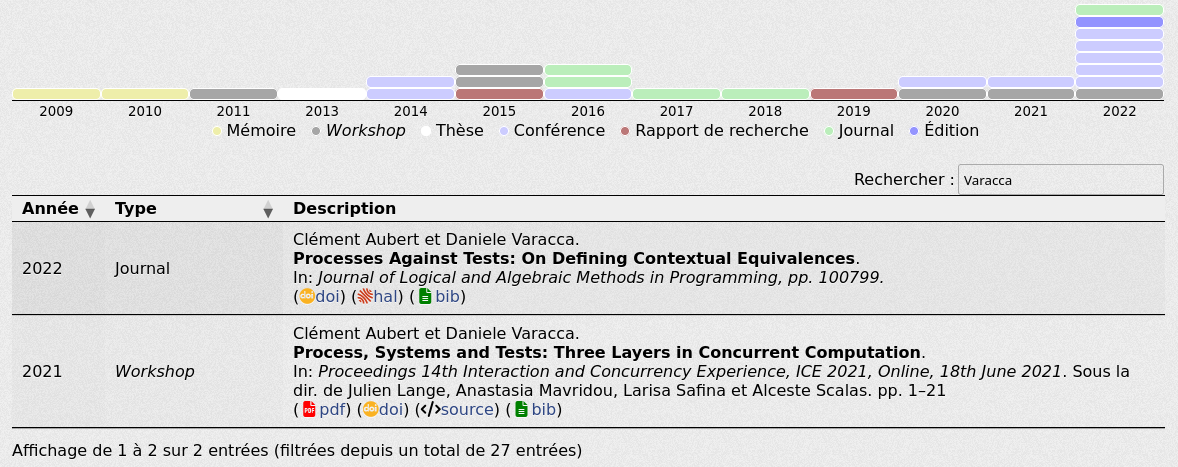 2009 2010 2011 2013 2014 2015 2016 2017 2018 2019 2020 2021 2022
Mémoire Workshop Thèse Conférence Rapport de recherche Journal Édition
Rechercher : Varacca
Année Type Description
2022 Journal
Clément Aubert et Daniele Varacca.
Processes Against Tests: On Defining Contextual Equivalences.
In: Journal of Logical and Algebraic Methods in Programming, pp. 100799.
(doi doi) (hal) ( bib)
2021 Workshop
Clément Aubert et Daniele Varacca.
Process, Systems and Tests: Three Layers in Concurrent Computation.
In: Proceedings 14th Interaction and Concurrency Experience, ICE 2021, Online, 18th June 2021. Sous la
dir. de Julien Lange, Anastasia Mavridou, Larisa Safina et Alceste Scalas. pp. 1–21
( PDF pdf) (doi doi) (</>source) ( bib)
Affichage de 1 à 2 sur 2 entrées (filtrées depuis un total de 27 entrées)